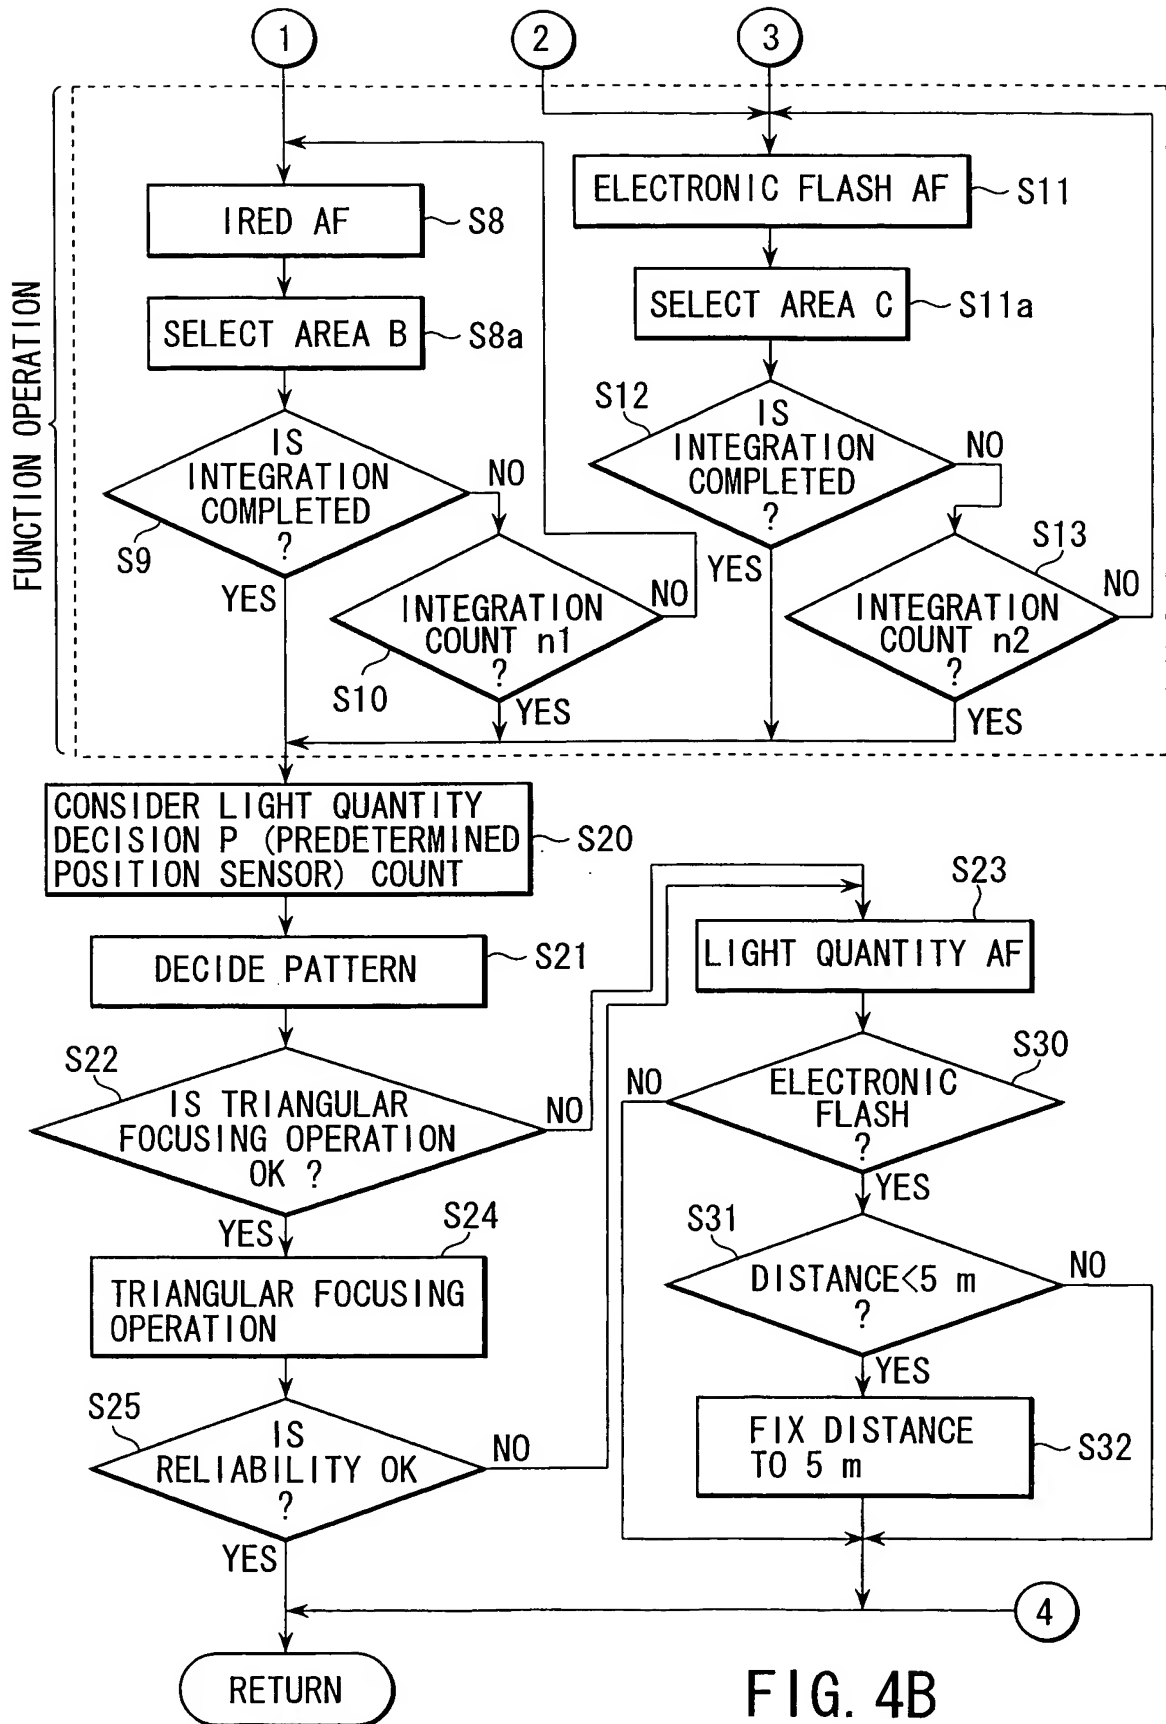 1
2
3
FUNCTION OPERATION
IRED AF
S8
SELECT AREA B
S8a
IS
INTEGRATION
COMPLETED
?
S9
NO
YES
INTEGRATION
COUNT n1
?
S10
NO
YES
ELECTRONIC FLASH AF
S11
SELECT AREA C
S11a
S12
IS
INTEGRATION
COMPLETED
?
NO
YES
S13
INTEGRATION
COUNT n2
?
NO
YES
CONSIDER LIGHT QUANTITY
DECISION P (PREDETERMINED
POSITION SENSOR) COUNT
S20
DECIDE PATTERN
S21
S22
IS TRIANGULAR
FOCUSING OPERATION
OK ?
NO
YES
S24
TRIANGULAR FOCUSING
OPERATION
S25
IS
RELIABILITY OK
?
NO
YES
S23
LIGHT QUANTITY AF
S30
ELECTRONIC
FLASH
?
NO
YES
S31
DISTANCE<5 m
?
NO
YES
FIX DISTANCE
TO 5 m
S32
4
RETURN
FIG. 4B